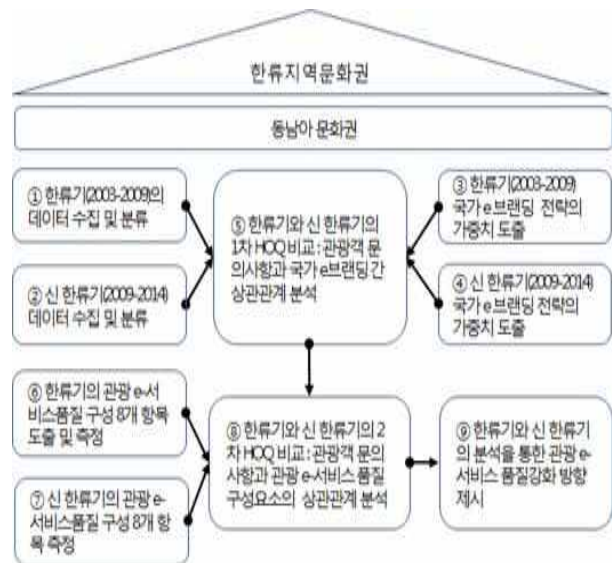 한류지역문화권
동남아 문화권
① 한류기(2003-2009)의
데이터 수집 및 분류
② 신 한류기(2009-2014)
데이터 수집 및 분류
③ 한류기(2003-2009)
국가 e브랜딩 전략의
가중치 도출
④ 신 한류기(2009-2014)
국가 e브랜딩 전략의
가중치 도출
⑤ 한류기와 신 한류기의
1차 HOQ 비교 : 관광객 문
의사항과 국가 e브랜딩 간
상관관계 분석
⑥ 한류기의 관광 e-서
비스품질 구성 8개 항목
도출 및 측정
⑦ 신 한류기의 관광 e-
서비스품질 구성 8개 항
목 측정
⑧ 한류기와 신 한류기의 2
차 HOQ 비교 : 관광객 문의
사항과 관광 e-서비스 품질
구성요소의 상관관계 분석
⑨ 한류기와 신 한류기
의 분석을 통한 관광 e-
서비스 품질강화 방향
제시